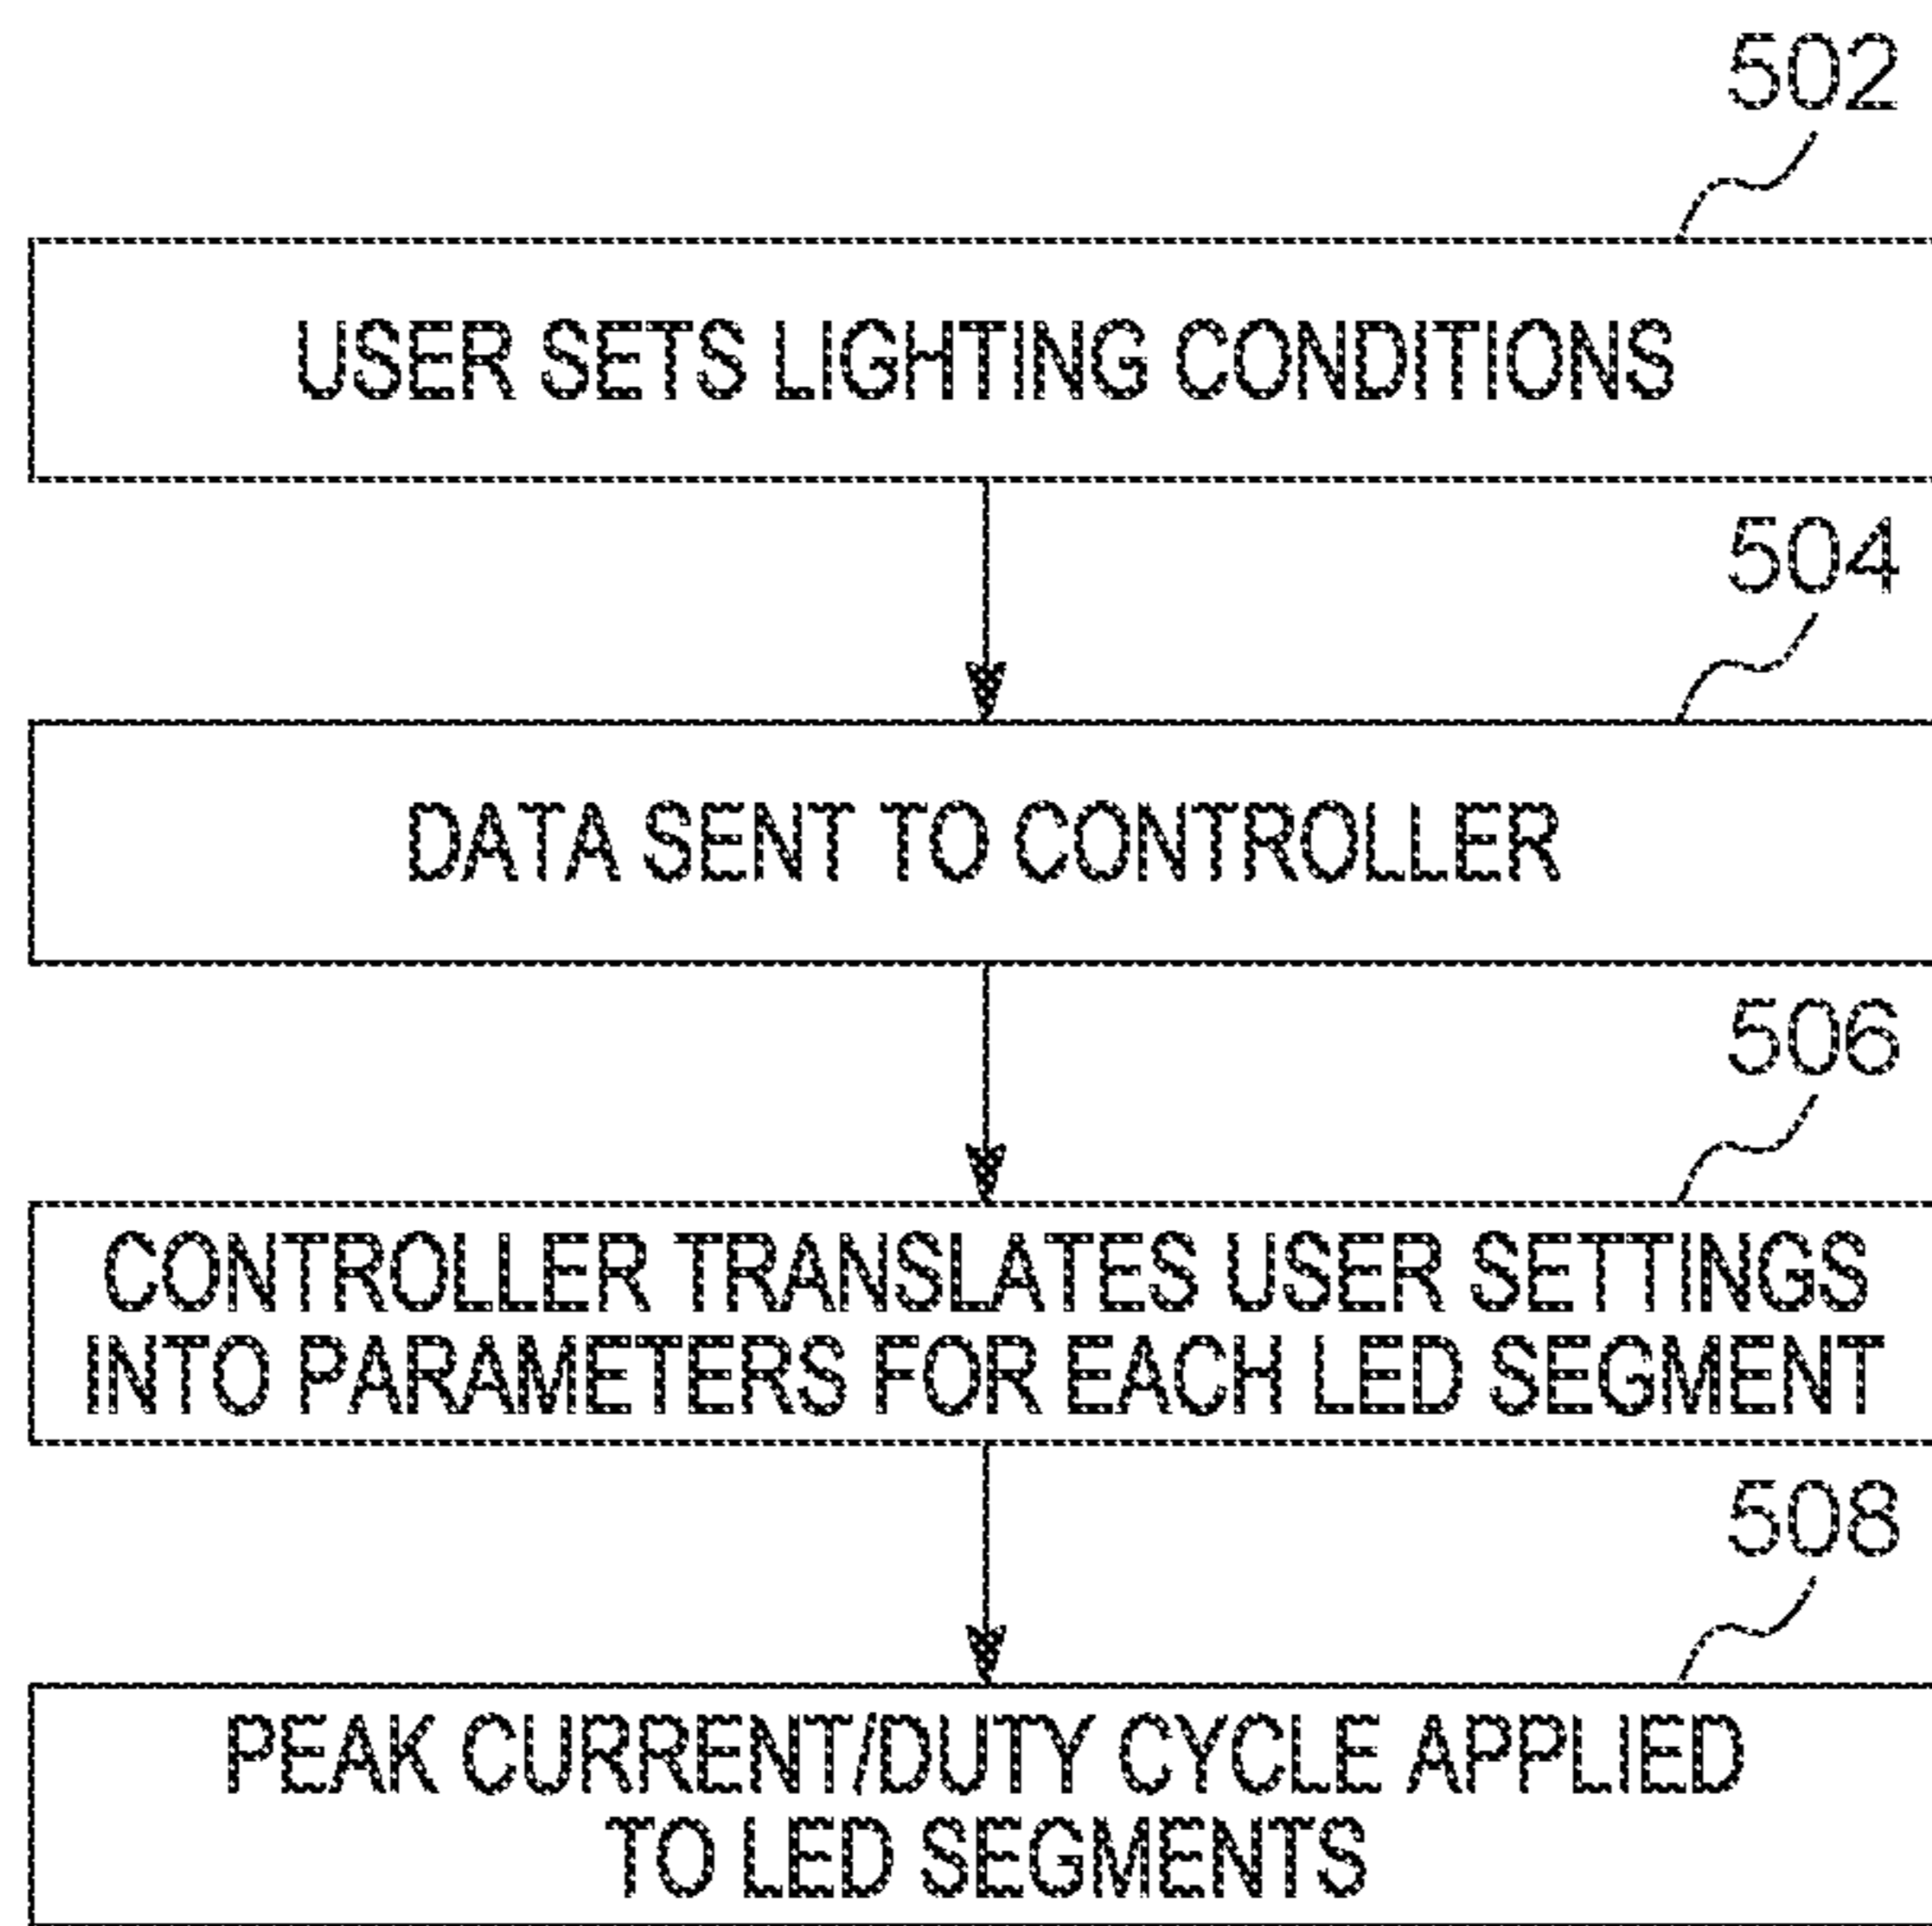 502
USER SETS LIGHTING CONDITIONS
504
DATA SENT TO CONTROLLER
506
CONTROLLER TRANSLATES USER SETTINGS
INTO PARAMETERS FOR EACH LED SEGMENT
508
PEAK CURRENT/DUTY CYCLE APPLIED
TO LED SEGMENTS